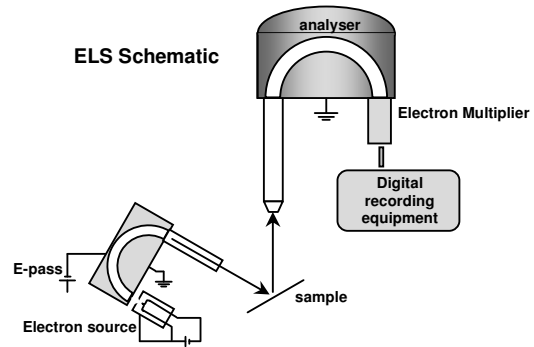 analyser
ELS Schematic
Electron Multiplier
Digital
recording
equipment
E-pass
sample
Electron source